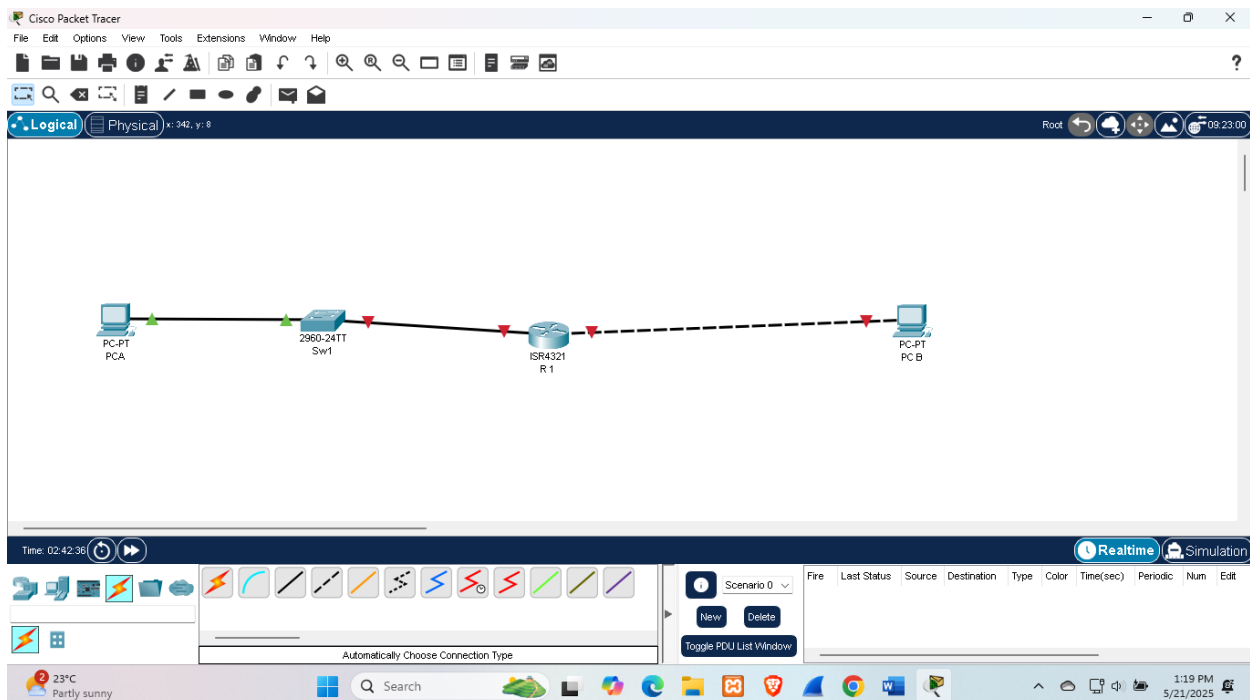 Cisco Packet Tracer
File Edit Options View Tools Extensions Window Help
?
Logical Physical x: 342, y: 8 Root 09:23:00
PC-PT
PCA
2960-24TT
Sw1
ISR4321
R 1
PC-PT
PC B
Time: 02:42:36 Realtime Simulation
Scenario 0
New Delete
Toggle PDU List Window
Fire Last Status Source Destination Type Color Time(sec) Periodic Num Edit
Automatically Choose Connection Type
2 23°C
Partly sunny
Search
1:19 PM
5/21/2025